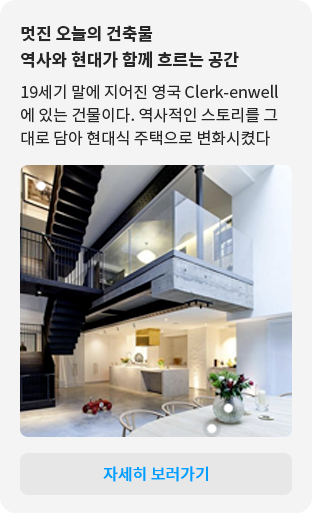 멋진 오늘의 건축물
역사와 현대가 함께 흐르는 공간
19세기 말에 지어진 영국 Clerk-enwell
에 있는 건물이다. 역사적인 스토리를 그
대로 담아 현대식 주택으로 변화시켰다
자세히 보러가기